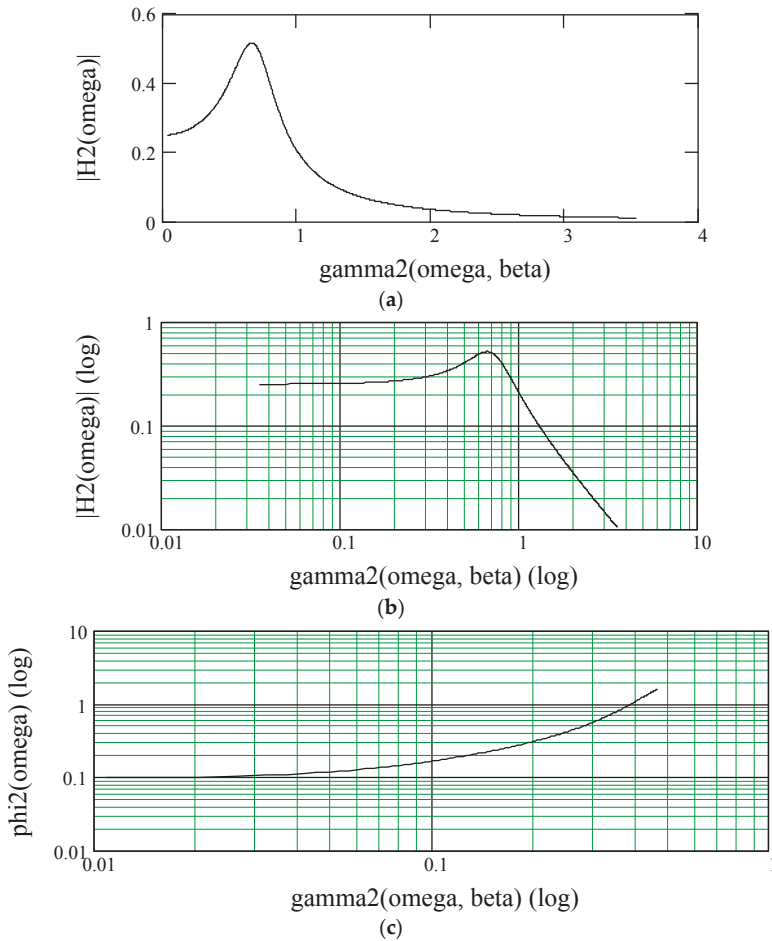 0.6
0.4
0.2
0
|H2(omega)|
0 1 2 3 4
gamma2(omega, beta)
(a)
1
0.1
0.01
|H2(omega)| (log)
0.01 0.1 1 10
gamma2(omega, beta) (log)
(b)
10
1
0.1
0.01
phi2(omega) (log)
0.01 0.1 1
gamma2(omega, beta) (log)
(c)